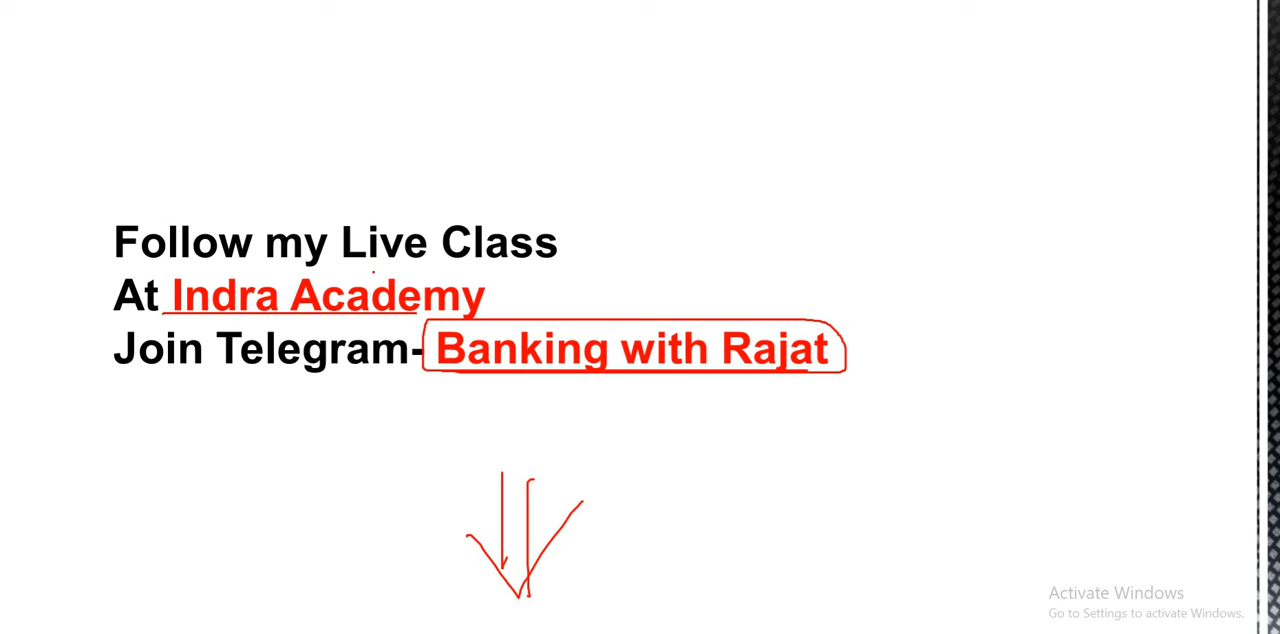 Follow my Live Class
At Indra Academy
Join Telegram- Banking with Rajat
Activate Windows
Go to Settings to activate Windows.